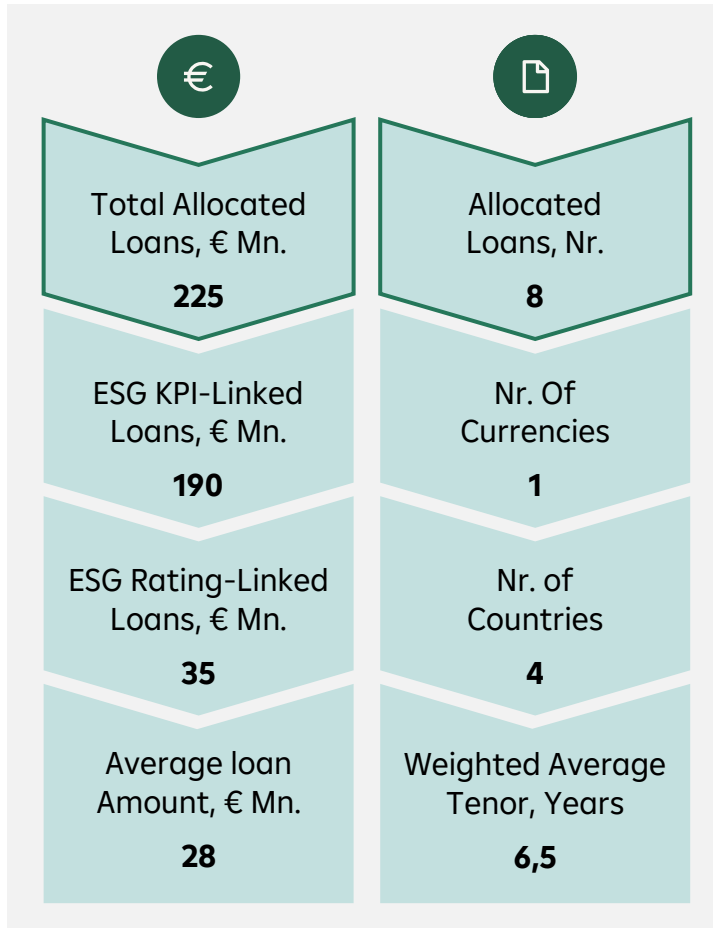 €
Total Allocated
Loans, € Mn.
225
ESG KPI-Linked
Loans, € Mn.
190
ESG Rating-Linked
Loans, € Mn.
35
Average loan
Amount, € Mn.
28
Allocated
Loans, Nr.
8
Nr. Of
Currencies
1
Nr. of
Countries
4
Weighted Average
Tenor, Years
6,5